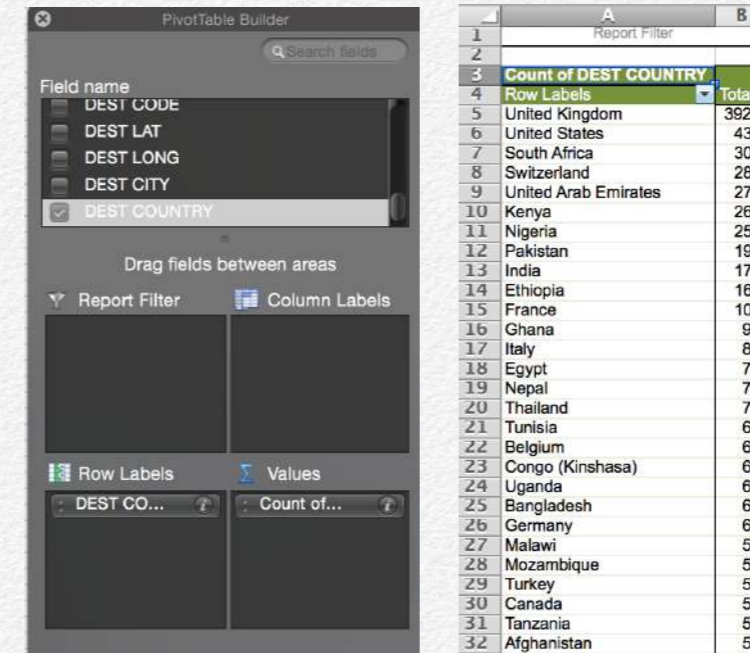 PivotTable Builder
Search fields
Field name
DEST CODE
DEST LAT
DEST LONG
DEST CITY
DEST COUNTRY
Drag fields between areas
Report Filter
Column Labels
Row Labels
Values
DEST CO...
Count of...
A B
1 Report Filter
2
3 Count of DEST COUNTRY
4 Row Labels Tota
5 United Kingdom 392
6 United States 43
7 South Africa 30
8 Switzerland 28
9 United Arab Emirates 27
10 Kenya 26
11 Nigeria 25
12 Pakistan 19
13 India 17
14 Ethiopia 16
15 France 10
16 Ghana 9
17 Italy 8
18 Egypt 7
19 Nepal 7
20 Thailand 7
21 Tunisia 6
22 Belgium 6
23 Congo (Kinshasa) 6
24 Uganda 6
25 Bangladesh 6
26 Germany 6
27 Malawi 5
28 Mozambique 5
29 Turkey 5
30 Canada 5
31 Tanzania 5
32 Afghanistan 5